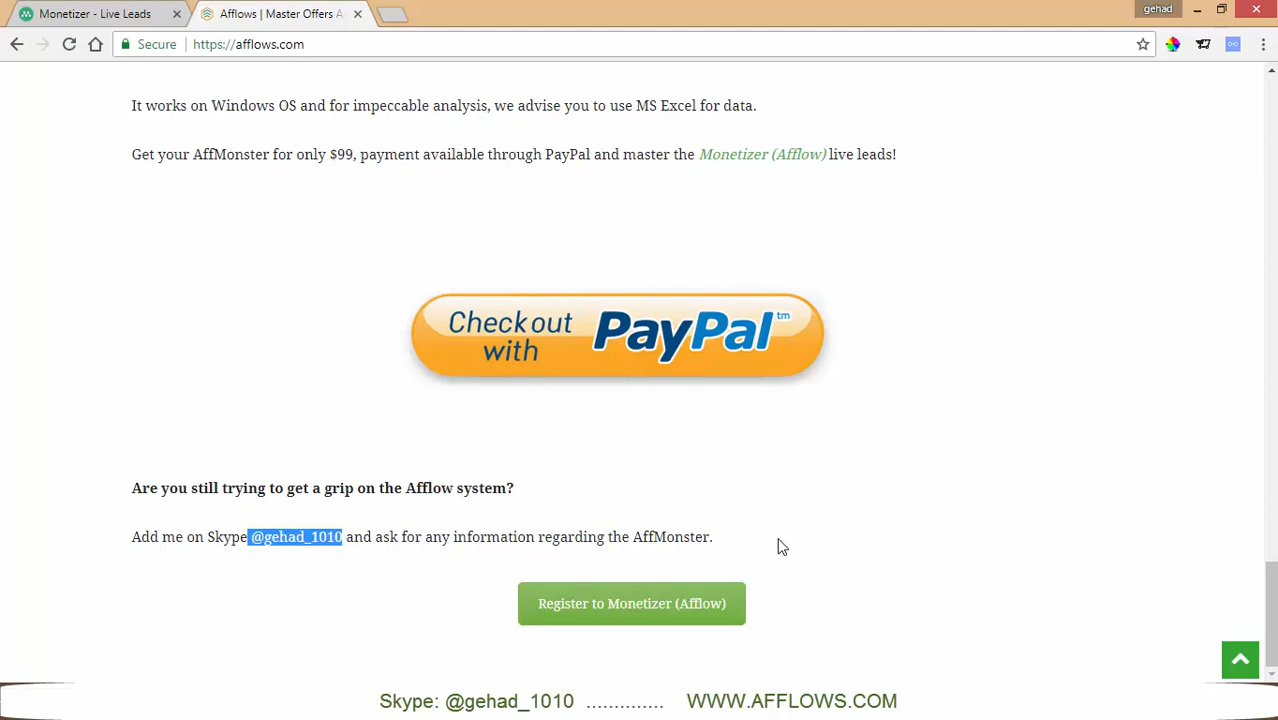 Monetizer - Live Leads
Afflows | Master Offers A
gehad
Secure
https://afflows.com
It works on Windows OS and for impeccable analysis, we advise you to use MS Excel for data.
Get your AffMonster for only $99, payment available through PayPal and master the Monetizer (Afflow) live leads!
Check out
with
PayPal™
Are you still trying to get a grip on the Afflow system?
Add me on Skype @gehad_1010 and ask for any information regarding the AffMonster.
Register to Monetizer (Afflow)
Skype: @gehad_1010 .............. WWW.AFFLOWS.COM